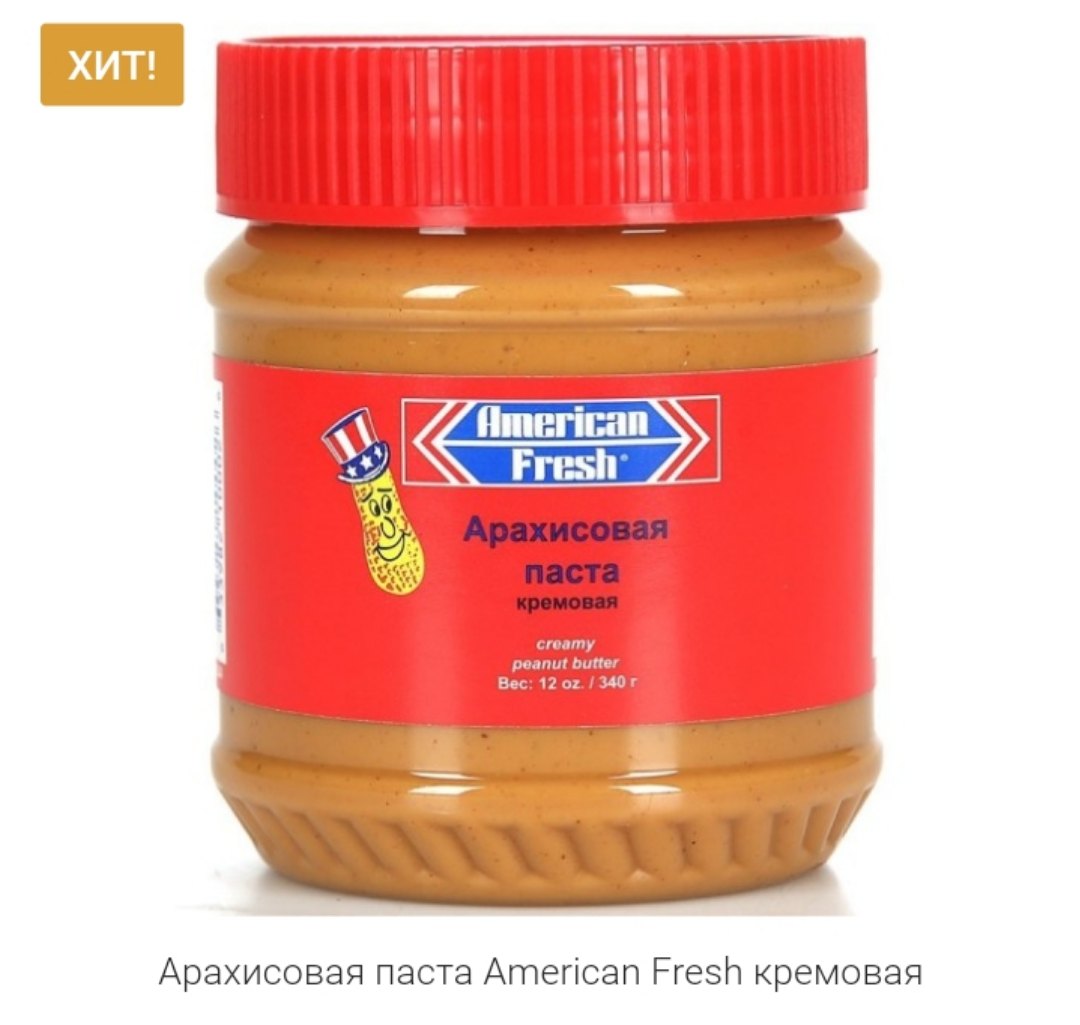 ХИТ!
American
Fresh®
Арахисовая
паста
кремовая
creamy
peanut butter
Вес: 12 oz. / 340 г
Арахисовая паста American Fresh кремовая